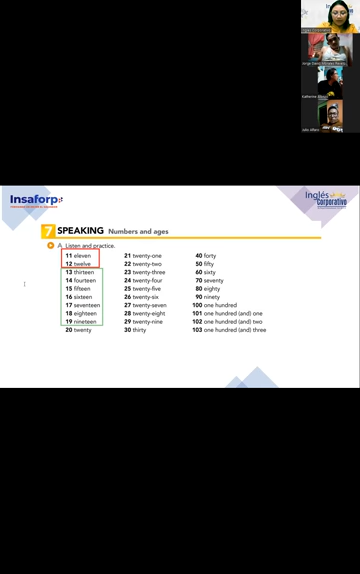 Insaforp
Inglés
Corporativo
7 SPEAKING Numbers and ages
A. Listen and practice.
11 eleven 21 twenty-one 40 forty
12 twelve 22 twenty-two 50 fifty
13 thirteen 23 twenty-three 60 sixty
14 fourteen 24 twenty-four 70 seventy
15 fifteen 25 twenty-five 80 eighty
16 sixteen 26 twenty-six 90 ninety
17 seventeen 27 twenty-seven 100 one hundred
18 eighteen 28 twenty-eight 101 one hundred (and) one
19 nineteen 29 twenty-nine 102 one hundred (and) two
20 twenty 30 thirty 103 one hundred (and) three